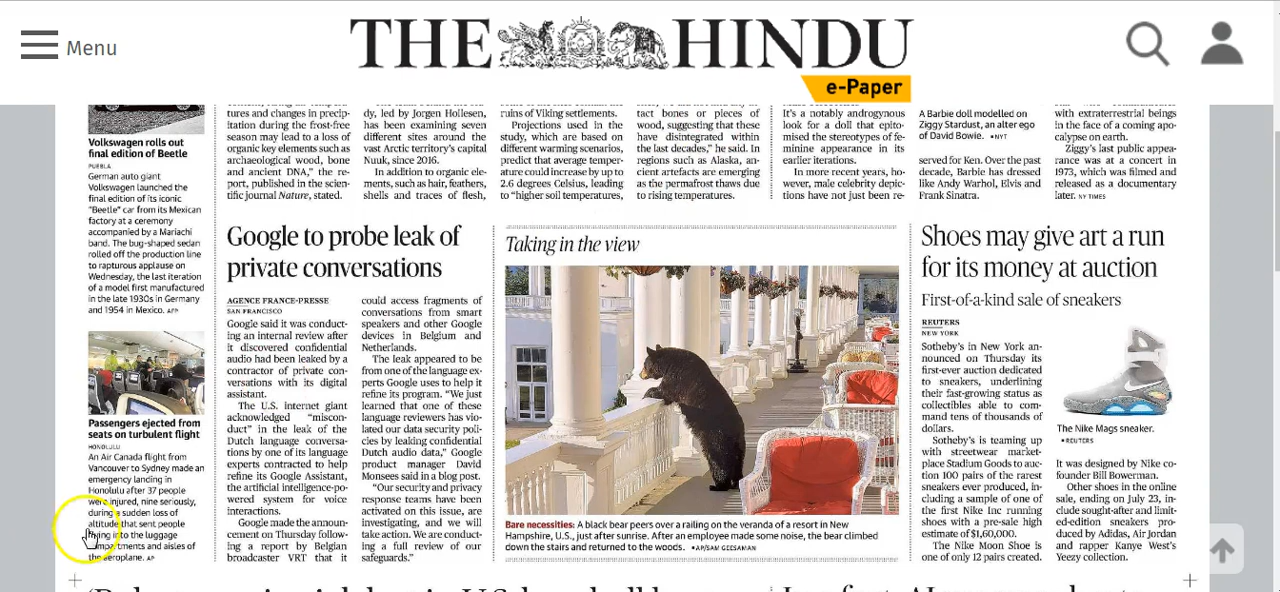 Menu
THE HINDU
e-Paper
Volkswagen rolls out
final edition of Beetle
PUEBLA
German auto giant
Volkswagen launched the
final edition of its iconic
"Beetle" car from its Mexican
factory at a ceremony
accompanied by a Mariachi
band. The bug-shaped sedan
rolled off the production line
to rapturous applause on
Wednesday, the last iteration
of a model first manufactured
in the late 1930s in Germany
and 1954 in Mexico. AFP
Passengers ejected from
seats on turbulent flight
HONOLULU
An Air Canada flight from
Vancouver to Sydney made an
emergency landing in
Honolulu after 37 people
were injured, nine seriously,
during a sudden loss of
altitude that sent people
flying into the luggage
compartments and aisles of
the aeroplane. AP
tures and changes in precip-
itation during the frost-free
season may lead to a loss of
organic key elements such as
archaeological wood, bone
and ancient DNA," the re-
port, published in the scien-
tific journal Nature, stated.
dy, led by Jorgen Hollesen,
has been examining seven
different sites around the
vast Arctic territory's capital
Nuuk, since 2016.
In addition to organic ele-
ments, such as hair, feathers,
shells and traces of flesh,
ruins of Viking settlements.
Projections used in the
study, which are based on
different warming scenarios,
predict that average temper-
ature could increase by up to
2.6 degrees Celsius, leading
to "higher soil temperatures,
tact bones or pieces of
wood, suggesting that these
have disintegrated within
the last decades," he said. In
regions such as Alaska, an-
cient artefacts are emerging
as the permafrost thaws due
to rising temperatures.
It's a notably androgynous
look for a doll that epito-
mised the stereotypes of fe-
minine appearance in its
earlier iterations.
In more recent years, ho-
wever, male celebrity depic-
tions have not just been re-
A Barbie doll modelled on
Ziggy Stardust, an alter ego
of David Bowie. • NYT
served for Ken. Over the past
decade, Barbie has dressed
like Andy Warhol, Elvis and
Frank Sinatra.
with extraterrestrial beings
in the face of a coming apo-
calypse on earth.
Ziggy's last public appea-
rance was at a concert in
1973, which was filmed and
released as a documentary
later. NY TIMES
Google to probe leak of
private conversations
AGENCE FRANCE-PRESSE
SAN FRANCISCO
Google said it was conduct-
ing an internal review after
it discovered confidential
audio had been leaked by a
contractor of private con-
versations with its digital
assistant.
The U.S. internet giant
acknowledged "miscon-
duct" in the leak of the
Dutch language conversa-
tions by one of its language
experts contracted to help
refine its Google Assistant,
the artificial intelligence-po-
wered system for voice
interactions.
Google made the announ-
cement on Thursday follow-
ing a report by Belgian
broadcaster VRT that it
could access fragments of
conversations from smart
speakers and other Google
devices in Belgium and
Netherlands.
The leak appeared to be
from one of the language ex-
perts Google uses to help it
refine its program. "We just
learned that one of these
language reviewers has vio-
lated our data security poli-
cies by leaking confidential
Dutch audio data," Google
product manager David
Monsees said in a blog post.
"Our security and privacy
response teams have been
activated on this issue, are
investigating, and we will
take action. We are conduct-
ing a full review of our
safeguards."
Taking in the view
Bare necessities: A black bear peers over a railing on the veranda of a resort in New
Hampshire, U.S., just after sunrise. After an employee made some noise, the bear climbed
down the stairs and returned to the woods. • AP/SAM GEESAMAN
Shoes may give art a run
for its money at auction
First-of-a-kind sale of sneakers
REUTERS
NEW YORK
Sotheby's in New York an-
nounced on Thursday its
first-ever auction dedicated
to sneakers, underlining
their fast-growing status as
collectibles able to com-
mand tens of thousands of
dollars.
Sotheby's is teaming up
with streetwear market-
place Stadium Goods to auc-
tion 100 pairs of the rarest
sneakers ever produced, in-
cluding a sample of one of
the first Nike Inc running
shoes with a pre-sale high
estimate of $1,60,000.
The Nike Moon Shoe is
one of only 12 pairs created.
The Nike Mags sneaker.
• REUTERS
It was designed by Nike co-
founder Bill Bowerman.
Other shoes in the online
sale, ending on July 23, in-
clude sought-after and limit-
ed-edition sneakers pro-
duced by Adidas, Air Jordan
and rapper Kanye West's
Yeezy collection.